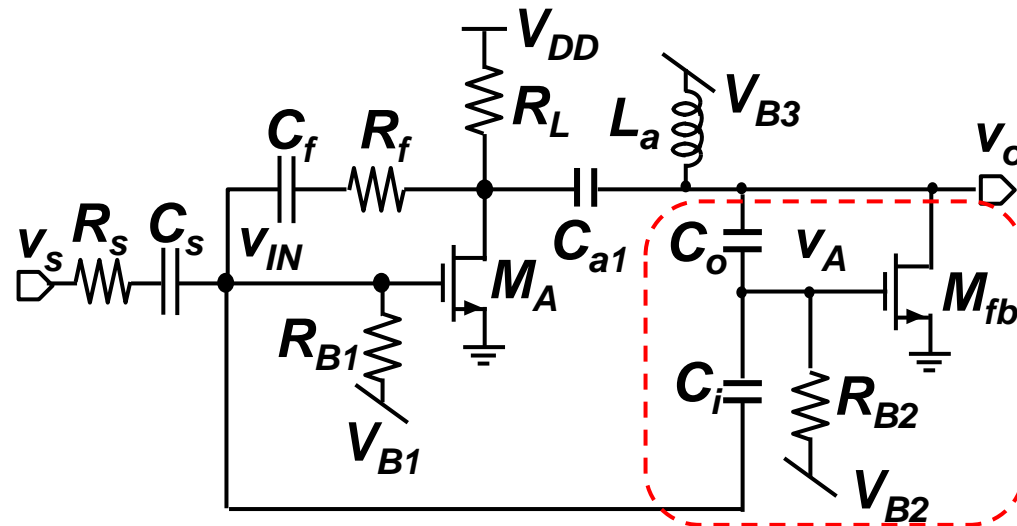 V_DD
R_L
L_a
V_B3
C_f
R_f
v_o
v_s
R_s
C_s
v_IN
C_a1
C_o
v_A
M_A
M_fb
R_B1
C_i
R_B2
V_B1
V_B2